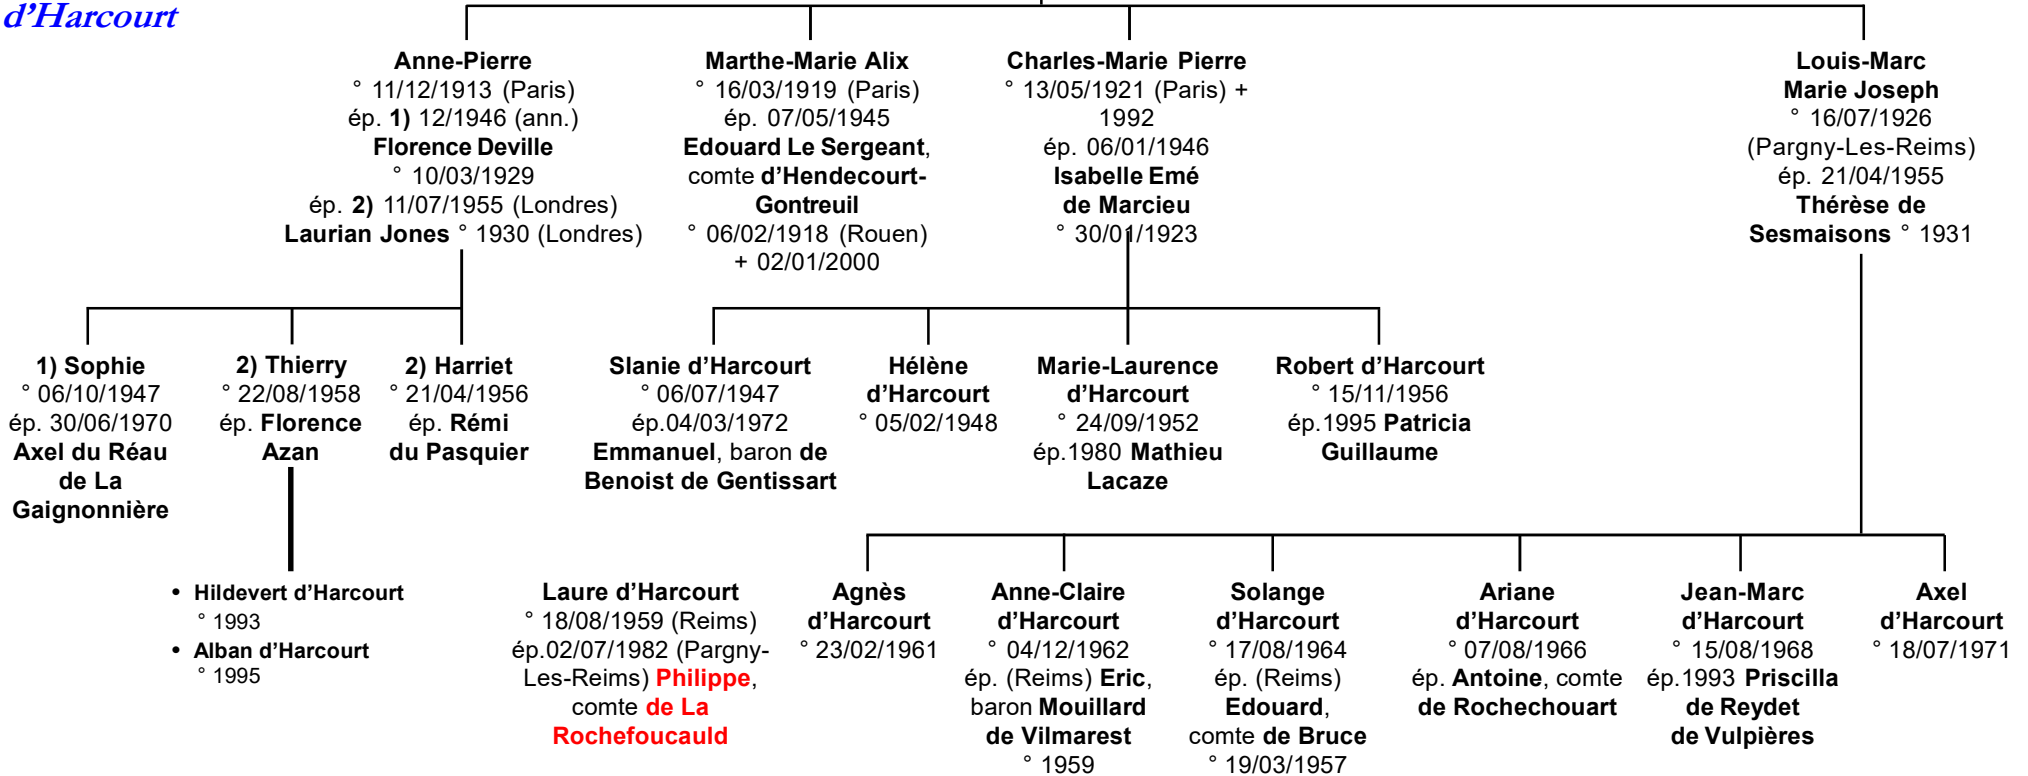 d’Harcourt
Anne-Pierre
° 11/12/1913 (Paris)
ép. 1) 12/1946 (ann.)
Florence Deville
° 10/03/1929
ép. 2) 11/07/1955 (Londres)
Laurian Jones ° 1930 (Londres)
Marthe-Marie Alix
° 16/03/1919 (Paris)
ép. 07/05/1945
Edouard Le Sergeant,
comte d’Hendecourt-
Gontreuil
° 06/02/1918 (Rouen)
+ 02/01/2000
Charles-Marie Pierre
° 13/05/1921 (Paris) +
1992
ép. 06/01/1946
Isabelle Emé
de Marcieu
° 30/01/1923
Louis-Marc
Marie Joseph
° 16/07/1926
(Pargny-Les-Reims)
ép. 21/04/1955
Thérèse de
Sesmaisons ° 1931
1) Sophie
° 06/10/1947
ép. 30/06/1970
Axel du Réau
de La
Gaignonnière
2) Thierry
° 22/08/1958
ép. Florence
Azan
2) Harriet
° 21/04/1956
ép. Rémi
du Pasquier
Slanie d’Harcourt
° 06/07/1947
ép.04/03/1972
Emmanuel, baron de
Benoist de Gentissart
Hélène
d’Harcourt
° 05/02/1948
Marie-Laurence
d’Harcourt
° 24/09/1952
ép.1980 Mathieu
Lacaze
Robert d’Harcourt
° 15/11/1956
ép.1995 Patricia
Guillaume
• Hildevert d’Harcourt
° 1993
• Alban d’Harcourt
° 1995
Laure d’Harcourt
° 18/08/1959 (Reims)
ép.02/07/1982 (Pargny-
Les-Reims) Philippe,
comte de La
Rochefoucauld
Agnès
d’Harcourt
° 23/02/1961
Anne-Claire
d’Harcourt
° 04/12/1962
ép. (Reims) Eric,
baron Mouillard
de Vilmarest
° 1959
Solange
d’Harcourt
° 17/08/1964
ép. (Reims)
Edouard,
comte de Bruce
° 19/03/1957
Ariane
d’Harcourt
° 07/08/1966
ép. Antoine, comte
de Rochechouart
Jean-Marc
d’Harcourt
° 15/08/1968
ép.1993 Priscilla
de Reydet
de Vulpières
Axel
d’Harcourt
° 18/07/1971